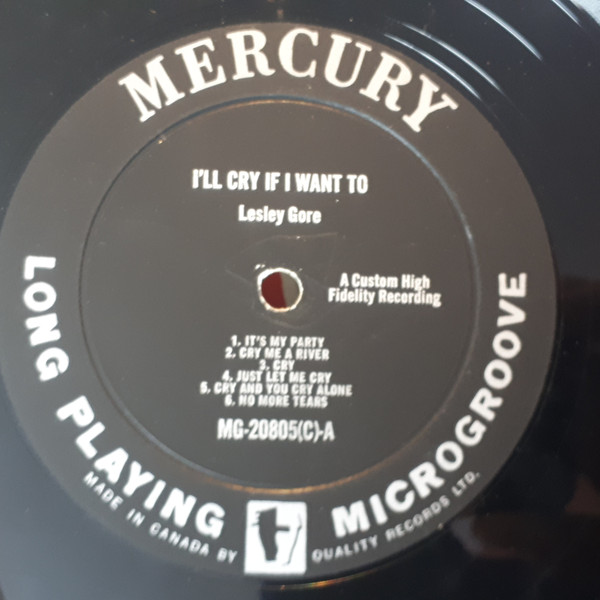 MERCURY
I'LL CRY IF I WANT TO
Lesley Gore
A Custom High
Fidelity Recording
1. IT'S MY PARTY
2. CRY ME A RIVER
3. CRY
4. JUST LET ME CRY
5. CRY AND YOU CRY ALONE
6. NO MORE TEARS
MG-20805(C)-A
LONG PLAYING MICROGROOVE
MADE IN CANADA BY QUALITY RECORDS LTD.